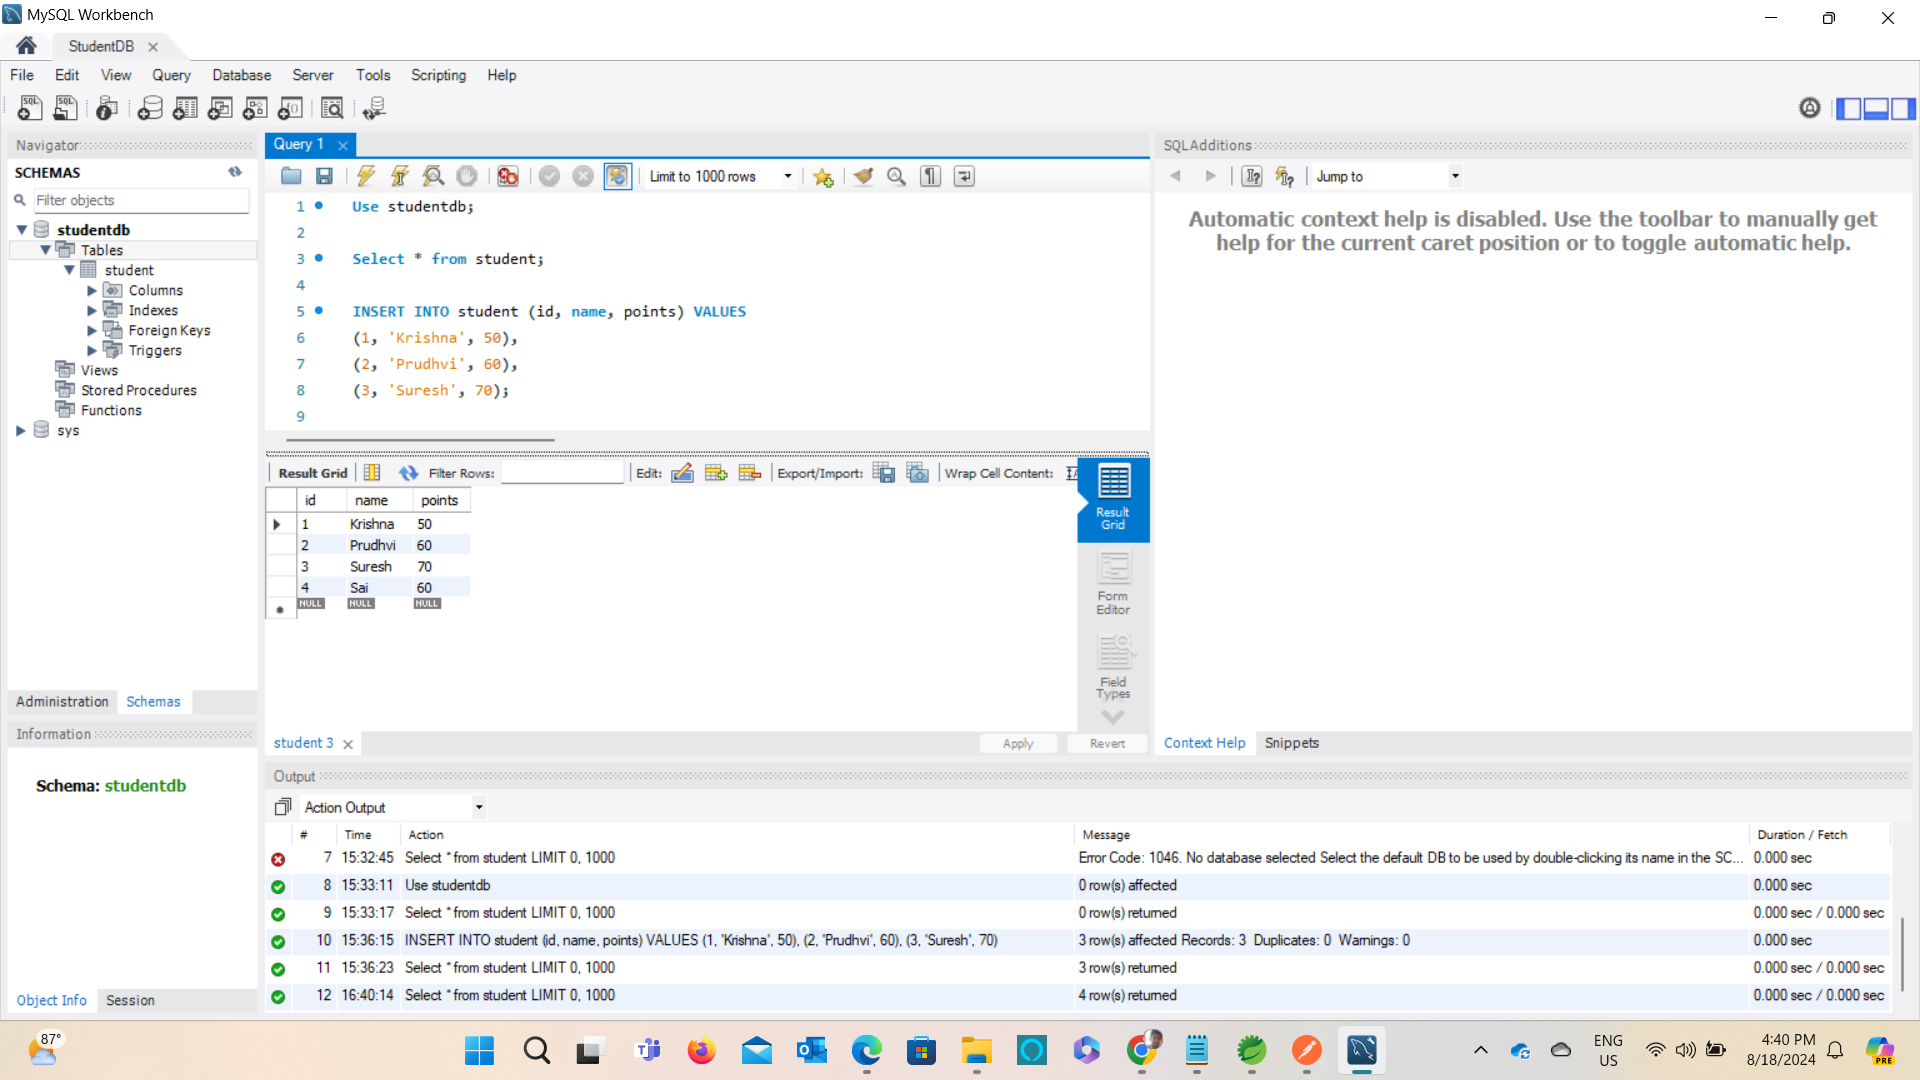 MySQL Workbench
StudentDB
File Edit View Query Database Server Tools Scripting Help
Navigator
SCHEMAS
Filter objects
studentdb
Tables
student
Columns
Indexes
Foreign Keys
Triggers
Views
Stored Procedures
Functions
sys
Administration Schemas
Information
Schema: studentdb
Object Info Session
Query 1
Limit to 1000 rows
1 Use studentdb;
2
3 Select * from student;
4
5 INSERT INTO student (id, name, points) VALUES
6 (1, 'Krishna', 50),
7 (2, 'Prudhvi', 60),
8 (3, 'Suresh', 70);
9
Result Grid Filter Rows: Edit: Export/Import: Wrap Cell Content:
id name points
1 Krishna 50
2 Prudhvi 60
3 Suresh 70
4 Sai 60
NULL NULL NULL
Result Grid
Form Editor
Field Types
student 3 Apply Revert
SQLAdditions
Jump to
Automatic context help is disabled. Use the toolbar to manually get
help for the current caret position or to toggle automatic help.
Context Help Snippets
Output
Action Output
# Time Action Message Duration / Fetch
7 15:32:45 Select * from student LIMIT 0, 1000 Error Code: 1046. No database selected Select the default DB to be used by double-clicking its name in the SC... 0.000 sec
8 15:33:11 Use studentdb 0 row(s) affected 0.000 sec
9 15:33:17 Select * from student LIMIT 0, 1000 0 row(s) returned 0.000 sec / 0.000 sec
10 15:36:15 INSERT INTO student (id, name, points) VALUES (1, 'Krishna', 50), (2, 'Prudhvi', 60), (3, 'Suresh', 70) 3 row(s) affected Records: 3 Duplicates: 0 Warnings: 0 0.000 sec
11 15:36:23 Select * from student LIMIT 0, 1000 3 row(s) returned 0.000 sec / 0.000 sec
12 16:40:14 Select * from student LIMIT 0, 1000 4 row(s) returned 0.000 sec / 0.000 sec
87°
ENG
US
4:40 PM
8/18/2024
PRE